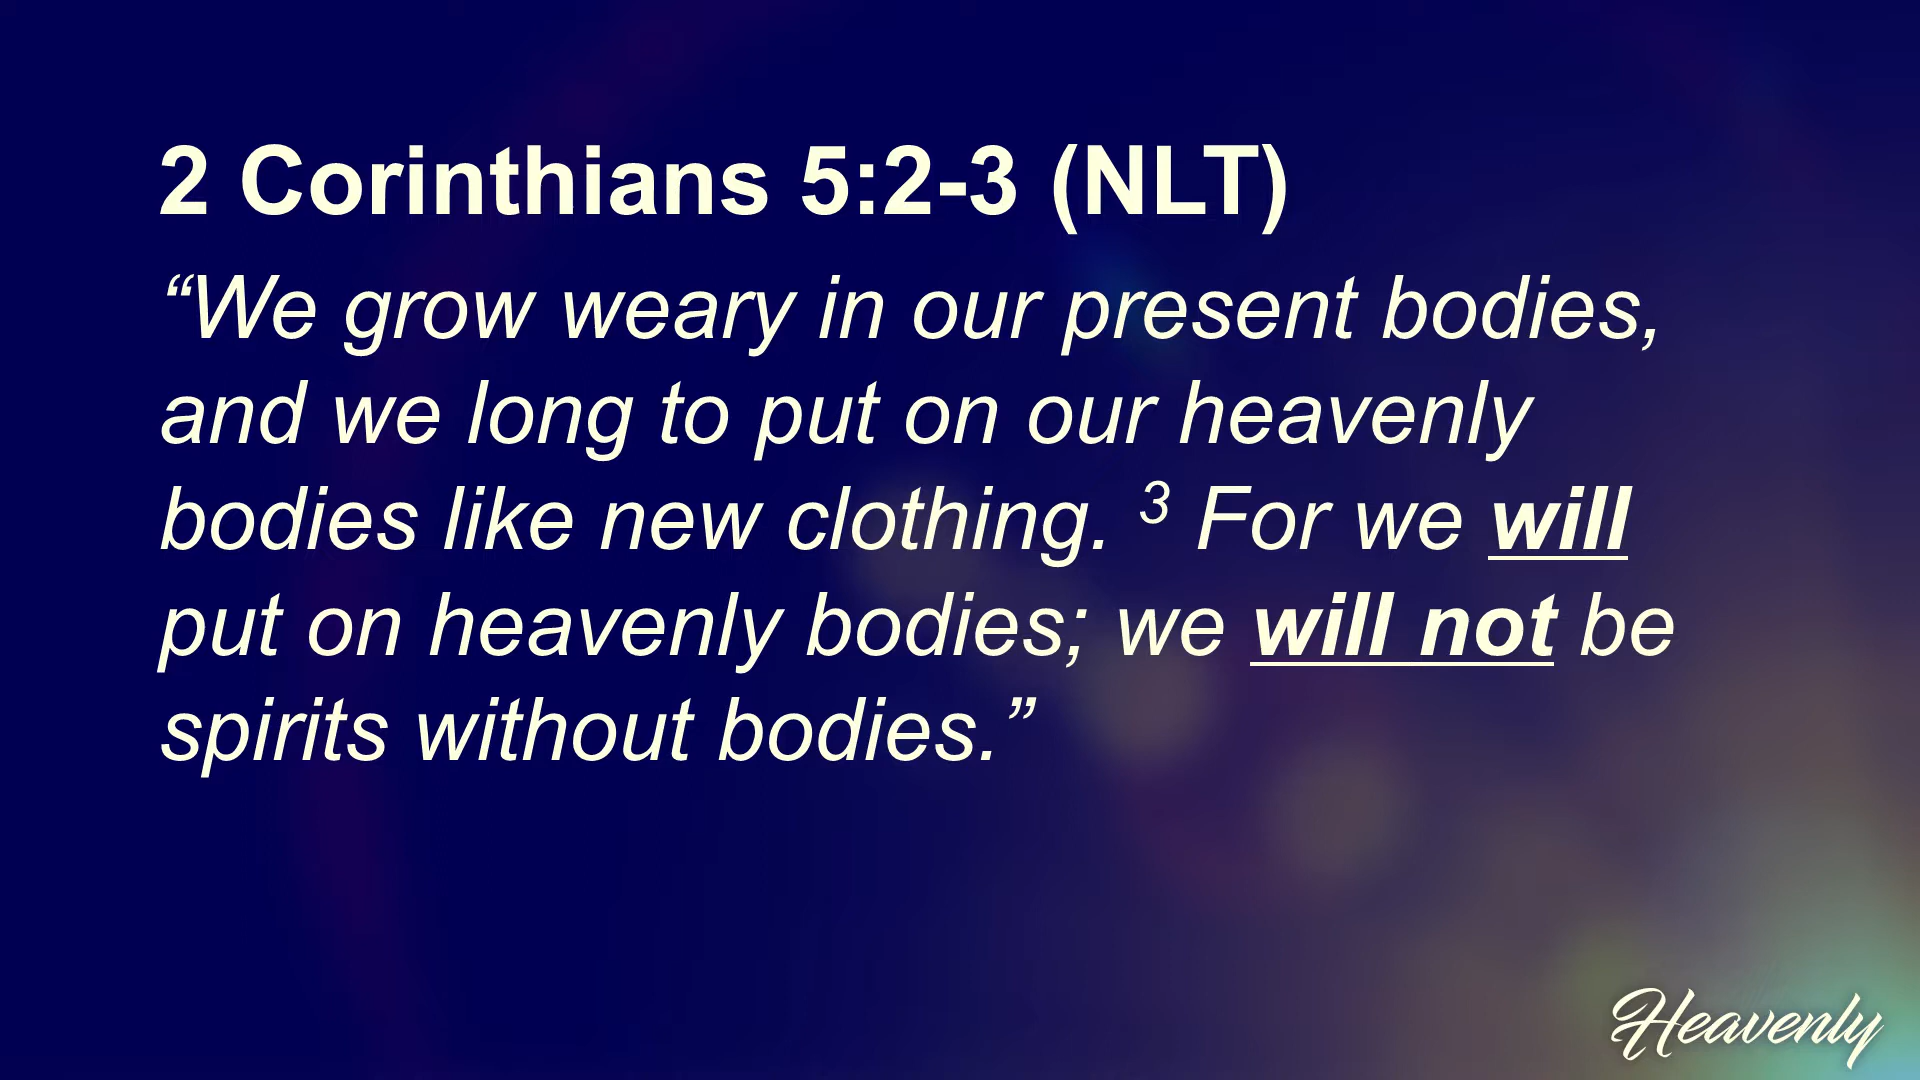 2 Corinthians 5:2-3 (NLT)
“We grow weary in our present bodies,
and we long to put on our heavenly
bodies like new clothing. ³ For we will
put on heavenly bodies; we will not be
spirits without bodies.”
Heavenly